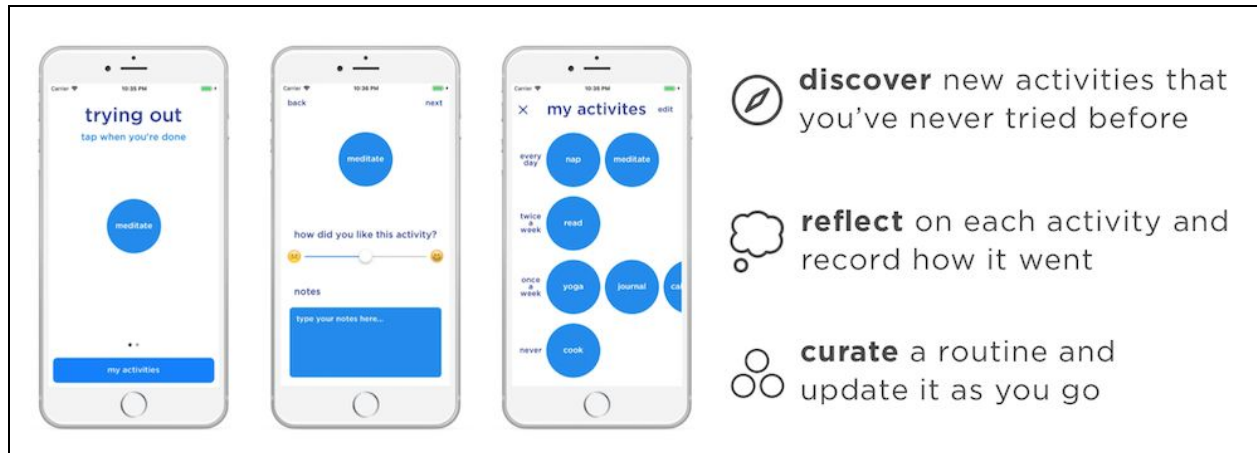 Carrier 10:35 PM
trying out
tap when you're done
meditate
my activities
Carrier 10:36 PM
back next
meditate
how did you like this activity?
notes
type your notes here...
Carrier 10:36 PM
my activites edit
every
day
nap meditate
twice
a
week
read
once
a
week
yoga journal
never cook
discover new activities that
you've never tried before
reflect on each activity and
record how it went
curate a routine and
update it as you go